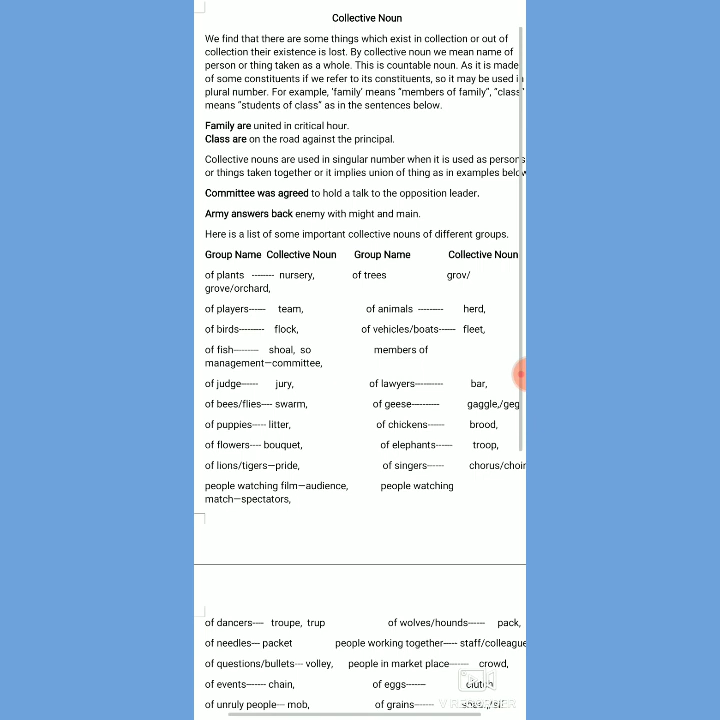 Collective Noun
We find that there are some things which exist in collection or out of
collection their existence is lost. By collective noun we mean name of
person or thing taken as a whole. This is countable noun. As it is made
of some constituents if we refer to its constituents, so it may be used in
plural number. For example, 'family' means “members of family”, “class”
means “students of class” as in the sentences below.
Family are united in critical hour.
Class are on the road against the principal.
Collective nouns are used in singular number when it is used as persons
or things taken together or it implies union of thing as in examples below
Committee was agreed to hold a talk to the opposition leader.
Army answers back enemy with might and main.
Here is a list of some important collective nouns of different groups.
Group Name Collective Noun Group Name Collective Noun
of plants -------- nursery, of trees grov/
grove/orchard,
of players------ team, of animals --------- herd,
of birds--------- flock, of vehicles/boats------ fleet,
of fish--------- shoal, so members of
management—committee,
of judge------ jury, of lawyers---------- bar,
of bees/flies---- swarm, of geese---------- gaggle,/geg
of puppies----- litter, of chickens------ brood,
of flowers---- bouquet, of elephants------ troop,
of lions/tigers—pride, of singers------ chorus/choir
people watching film—audience, people watching
match—spectators,
of dancers---- troupe, trup of wolves/hounds------ pack,
of needles--- packet people working together----- staff/colleague
of questions/bullets--- volley, people in market place------- crowd,
of events------- chain, of eggs------- clutch
of unruly people--- mob, of grains-------